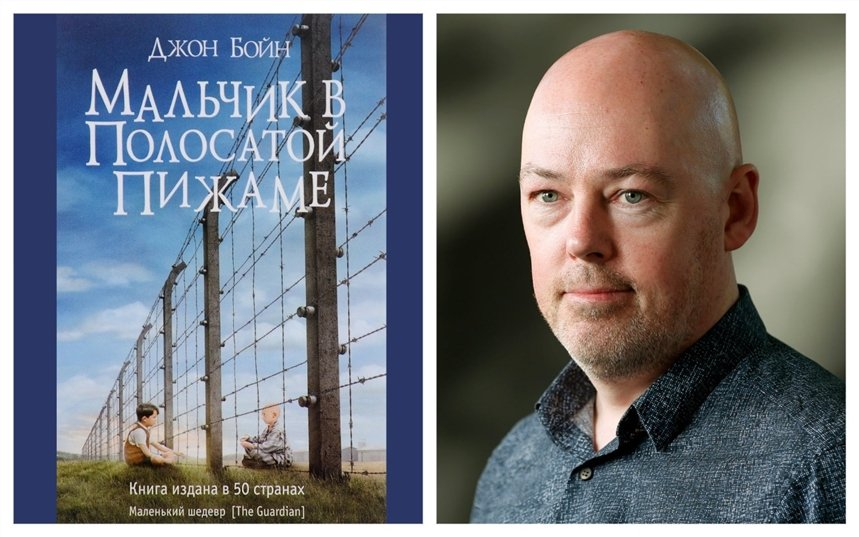 Джон Бойн
Мальчик в
Полосатой
пижаме
Книга издана в 50 странах
Маленький шедевр [The Guardian]